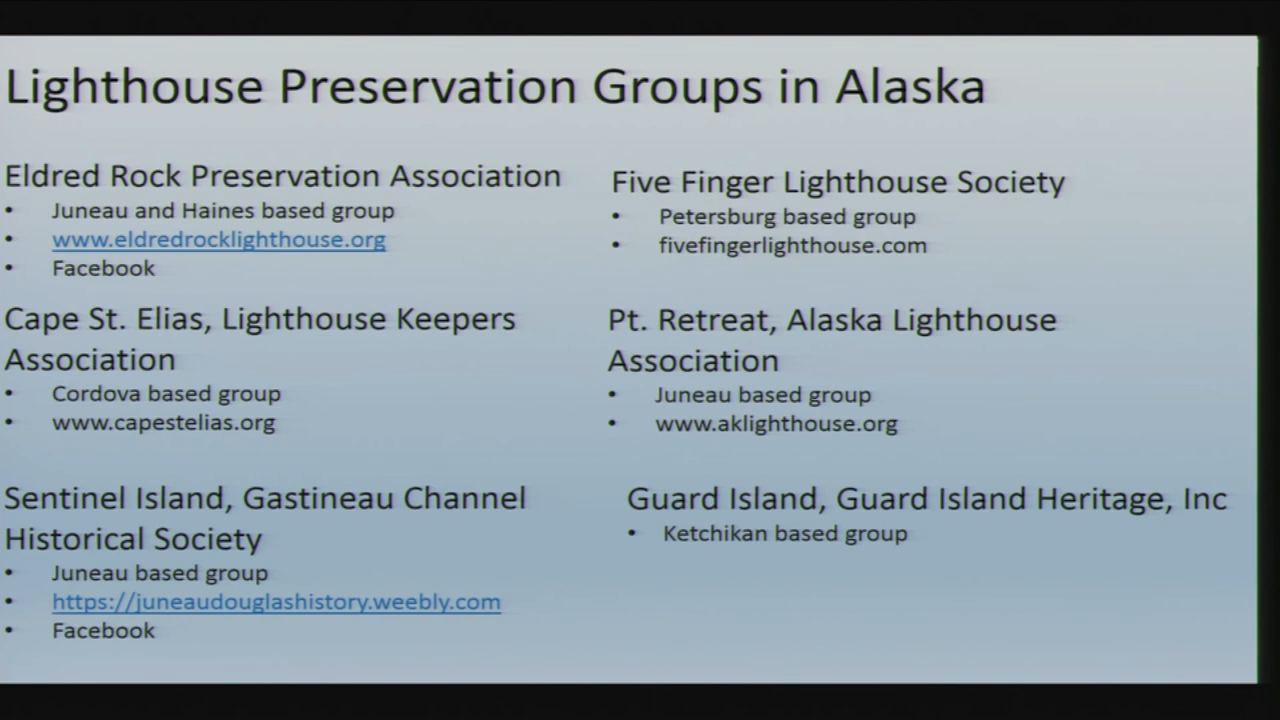 Lighthouse Preservation Groups in Alaska
Eldred Rock Preservation Association
• Juneau and Haines based group
• www.eldredrocklighthouse.org
• Facebook
Cape St. Elias, Lighthouse Keepers
Association
• Cordova based group
• www.capestelias.org
Sentinel Island, Gastineau Channel
Historical Society
• Juneau based group
• https://juneaudouglashistory.weebly.com
• Facebook
Five Finger Lighthouse Society
• Petersburg based group
• fivefingerlighthouse.com
Pt. Retreat, Alaska Lighthouse
Association
• Juneau based group
• www.aklighthouse.org
Guard Island, Guard Island Heritage, Inc
• Ketchikan based group